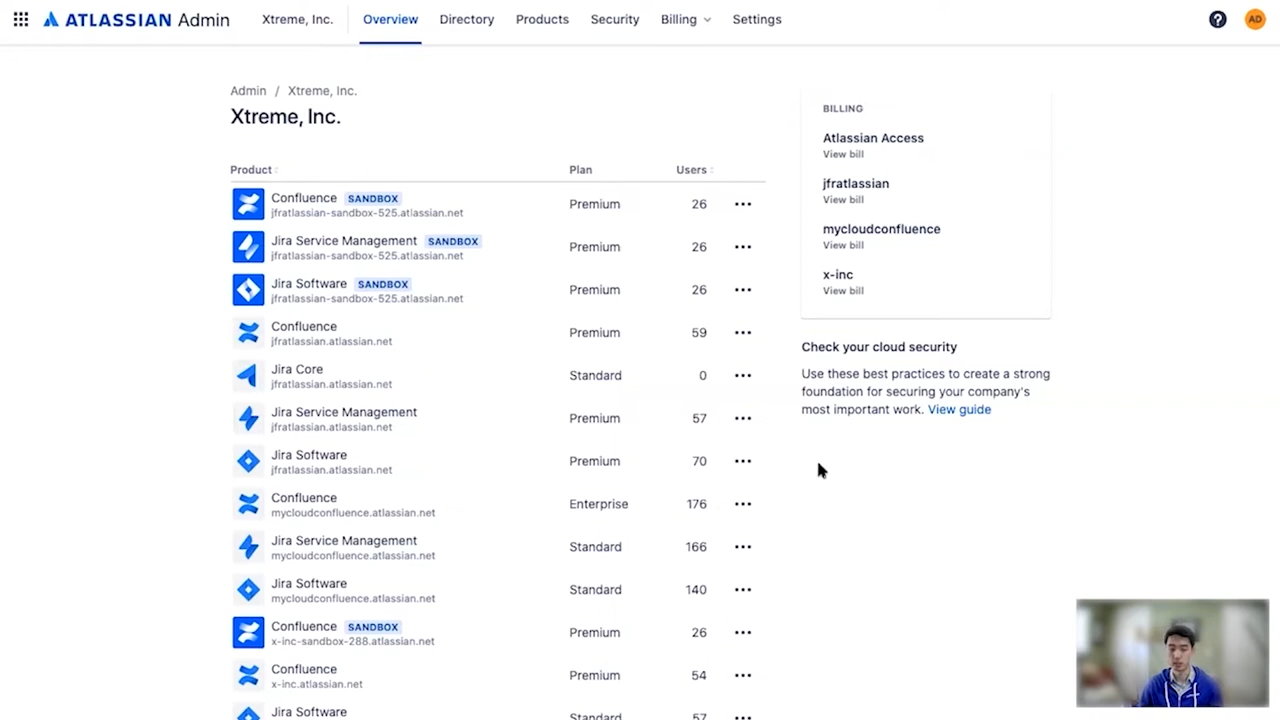 ATLASSIAN Admin Xtreme, Inc. Overview Directory Products Security Billing Settings ? AD
Admin / Xtreme, Inc.
Xtreme, Inc.
Product Plan Users
Confluence SANDBOX
jfratlassian-sandbox-525.atlassian.net
Premium 26
Jira Service Management SANDBOX
jfratlassian-sandbox-525.atlassian.net
Premium 26
Jira Software SANDBOX
jfratlassian-sandbox-525.atlassian.net
Premium 26
Confluence
jfratlassian.atlassian.net
Premium 59
Jira Core
jfratlassian.atlassian.net
Standard 0
Jira Service Management
jfratlassian.atlassian.net
Premium 57
Jira Software
jfratlassian.atlassian.net
Premium 70
Confluence
mycloudconfluence.atlassian.net
Enterprise 176
Jira Service Management
mycloudconfluence.atlassian.net
Standard 166
Jira Software
mycloudconfluence.atlassian.net
Standard 140
Confluence SANDBOX
x-inc-sandbox-288.atlassian.net
Premium 26
Confluence
x-inc.atlassian.net
Premium 54
Jira Software
Standard 57
BILLING
Atlassian Access
View bill
jfratlassian
View bill
mycloudconfluence
View bill
x-inc
View bill
Check your cloud security
Use these best practices to create a strong
foundation for securing your company's
most important work. View guide